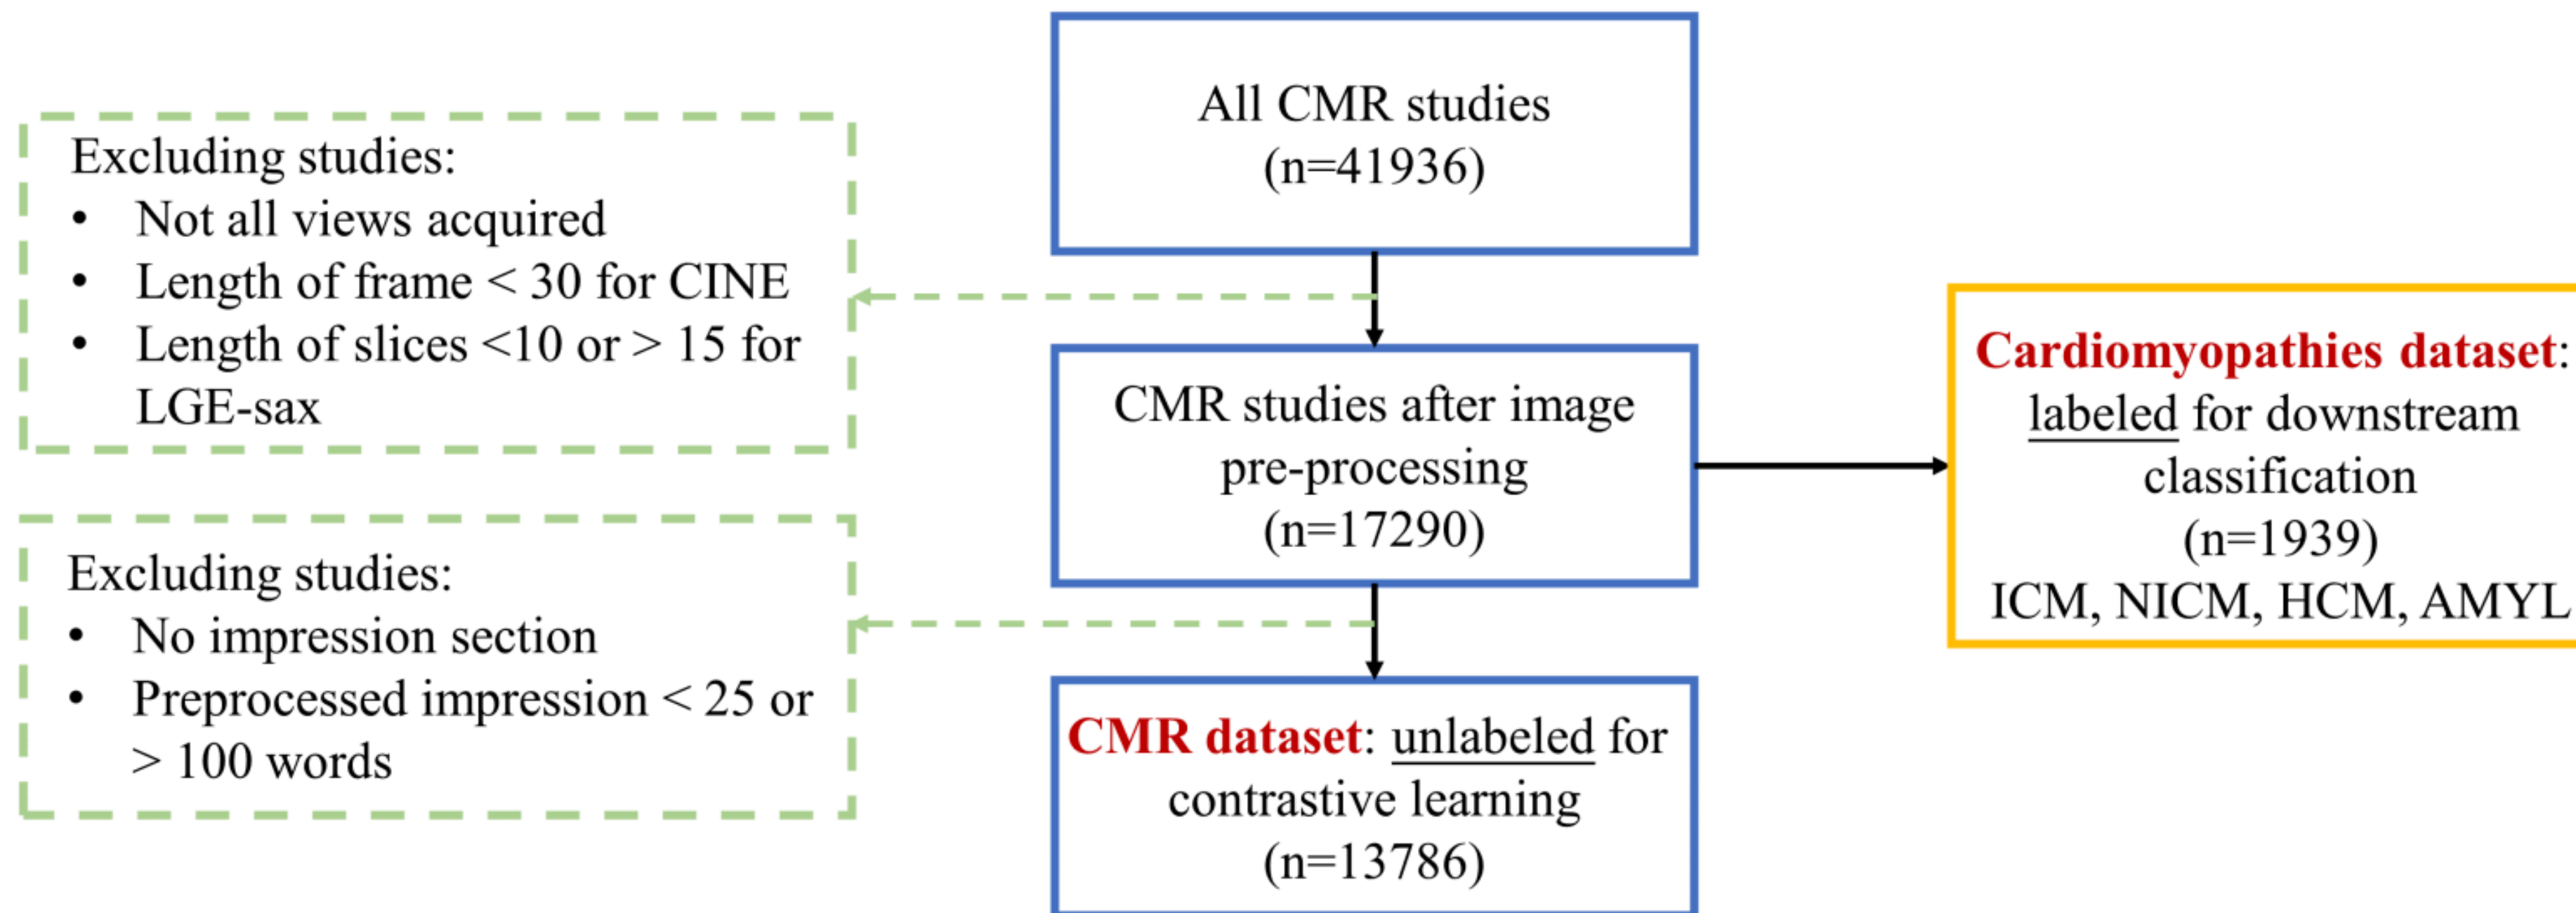 All CMR studies
(n=41936)
Excluding studies:
• Not all views acquired
• Length of frame < 30 for CINE
• Length of slices <10 or > 15 for
LGE-sax
CMR studies after image
pre-processing
(n=17290)
Cardiomyopathies dataset:
labeled for downstream
classification
(n=1939)
ICM, NICM, HCM, AMYL
Excluding studies:
• No impression section
• Preprocessed impression < 25 or
> 100 words
CMR dataset: unlabeled for
contrastive learning
(n=13786)